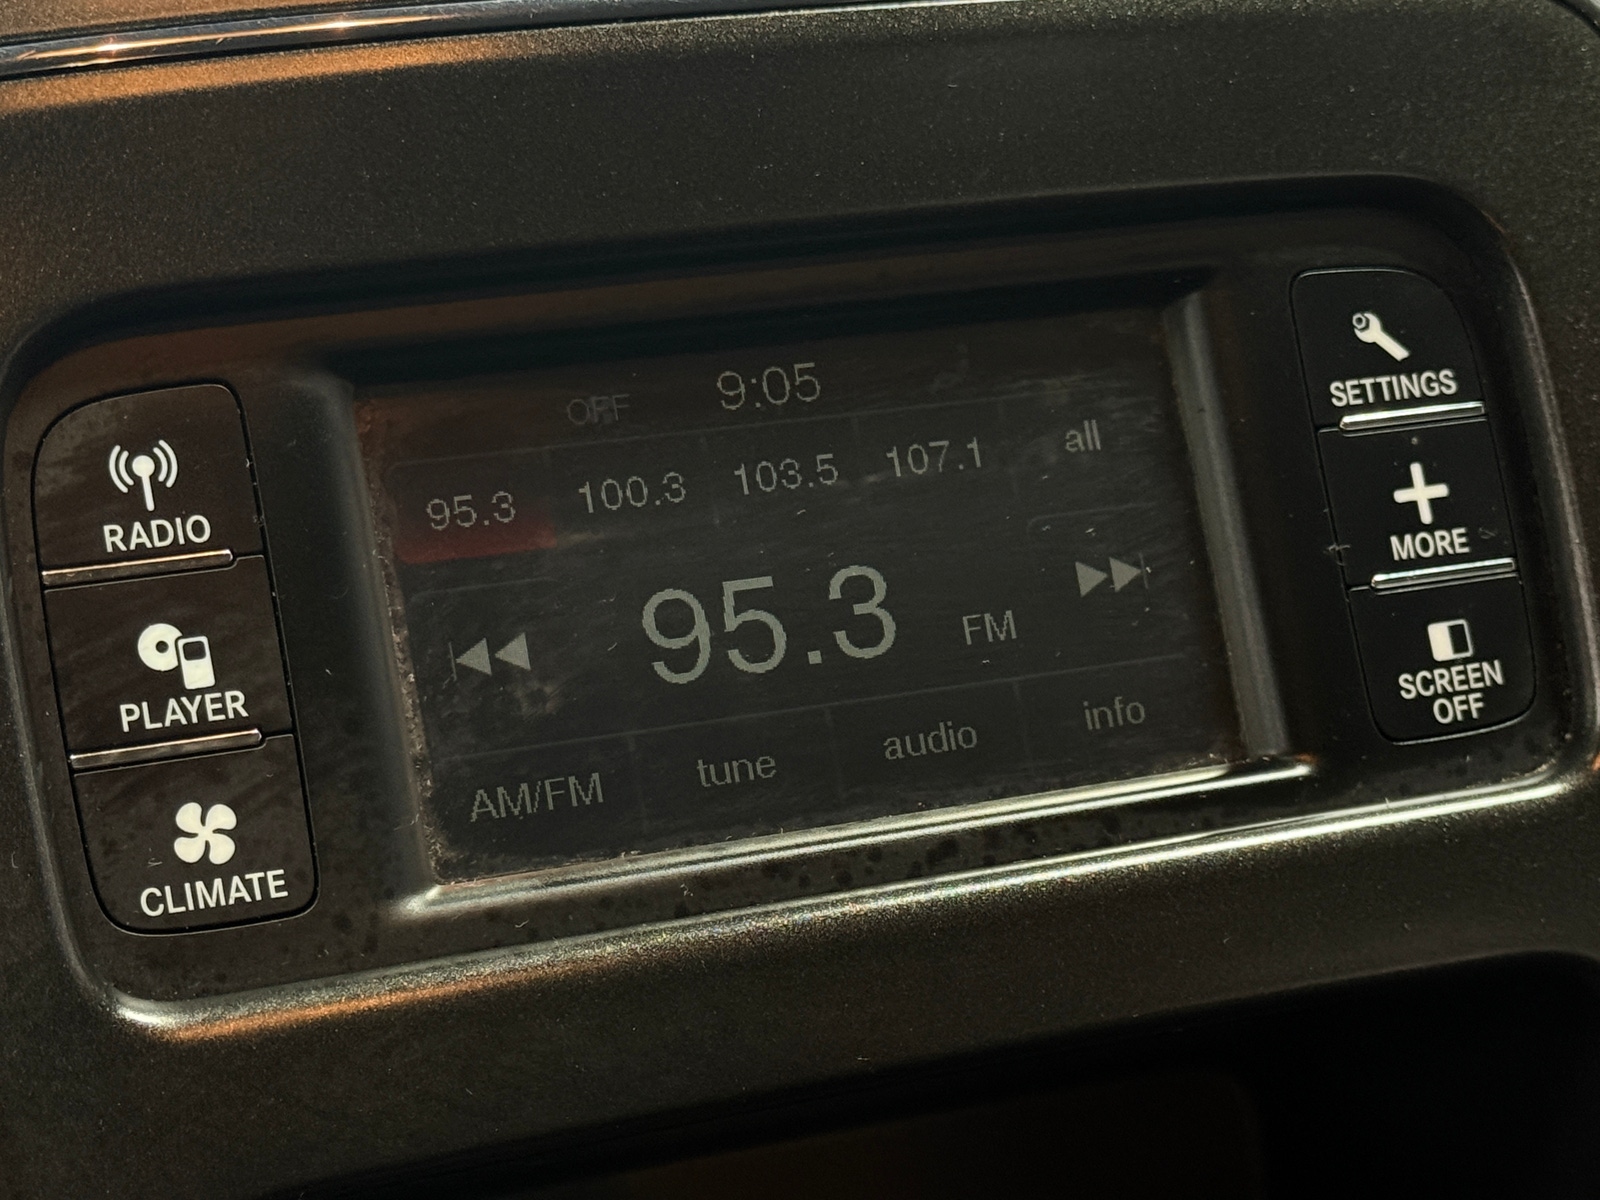 OFF 9:05
95.3 100.3 103.5 107.1 all
95.3 FM
AM/FM tune audio info
RADIO
PLAYER
CLIMATE
SETTINGS
MORE
SCREEN
OFF